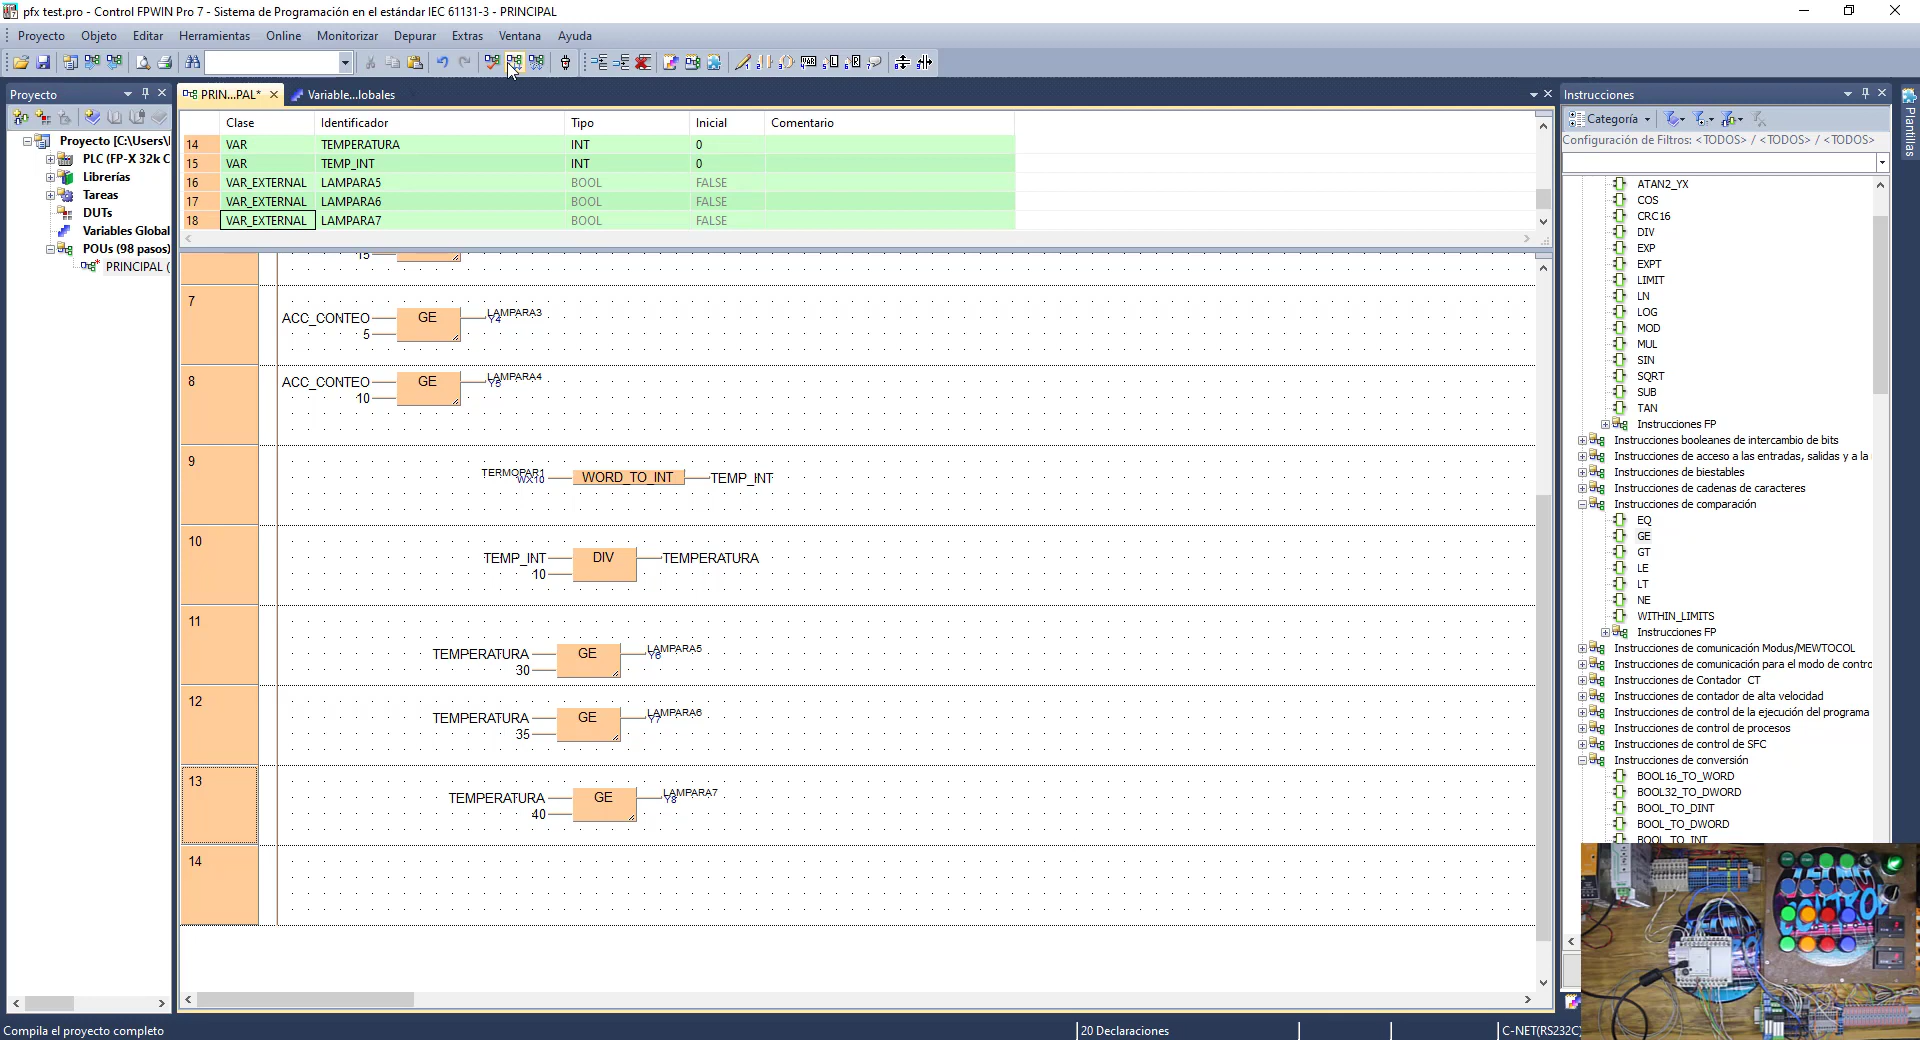 pfx test.pro - Control FPWIN Pro 7 - Sistema de Programación en el estándar IEC 61131-3 - PRINCIPAL
Proyecto Objeto Editar Herramientas Online Monitorizar Depurar Extras Ventana Ayuda
Proyecto
Proyecto [C:\Users\
PLC (FP-X 32k C
Librerías
Tareas
DUTs
Variables Global
POUs (98 pasos)
PRINCIPAL (
PRIN...PAL* Variable...lobales
Clase Identificador Tipo Inicial Comentario
14 VAR TEMPERATURA INT 0
15 VAR TEMP_INT INT 0
16 VAR_EXTERNAL LAMPARA5 BOOL FALSE
17 VAR_EXTERNAL LAMPARA6 BOOL FALSE
18 VAR_EXTERNAL LAMPARA7 BOOL FALSE
15
7
ACC_CONTEO GE LAMPARA3
Y4
5
8
ACC_CONTEO GE LAMPARA4
Y5
10
9
TERMOPAR1
WX10 WORD_TO_INT TEMP_INT
10
TEMP_INT DIV TEMPERATURA
10
11
TEMPERATURA GE LAMPARA5
Y6
30
12
TEMPERATURA GE LAMPARA6
Y7
35
13
TEMPERATURA GE LAMPARA7
Y8
40
14
Instrucciones
Categoría
Configuración de Filtros: <TODOS> / <TODOS> / <TODOS>
ATAN2_YX
COS
CRC16
DIV
EXP
EXPT
LIMIT
LN
LOG
MOD
MUL
SIN
SQRT
SUB
TAN
Instrucciones FP
Instrucciones booleanes de intercambio de bits
Instrucciones de acceso a las entradas, salidas y a la
Instrucciones de biestables
Instrucciones de cadenas de caracteres
Instrucciones de comparación
EQ
GE
GT
LE
LT
NE
WITHIN_LIMITS
Instrucciones FP
Instrucciones de comunicación Modus/MEWTOCOL
Instrucciones de comunicación para el modo de contro
Instrucciones de Contador CT
Instrucciones de contador de alta velocidad
Instrucciones de control de la ejecución del programa
Instrucciones de control de procesos
Instrucciones de control de SFC
Instrucciones de conversión
BOOL16_TO_WORD
BOOL32_TO_DWORD
BOOL_TO_DINT
BOOL_TO_DWORD
BOOL_TO_INT
Plantillas
Compila el proyecto completo
20 Declaraciones
C-NET(RS232C)